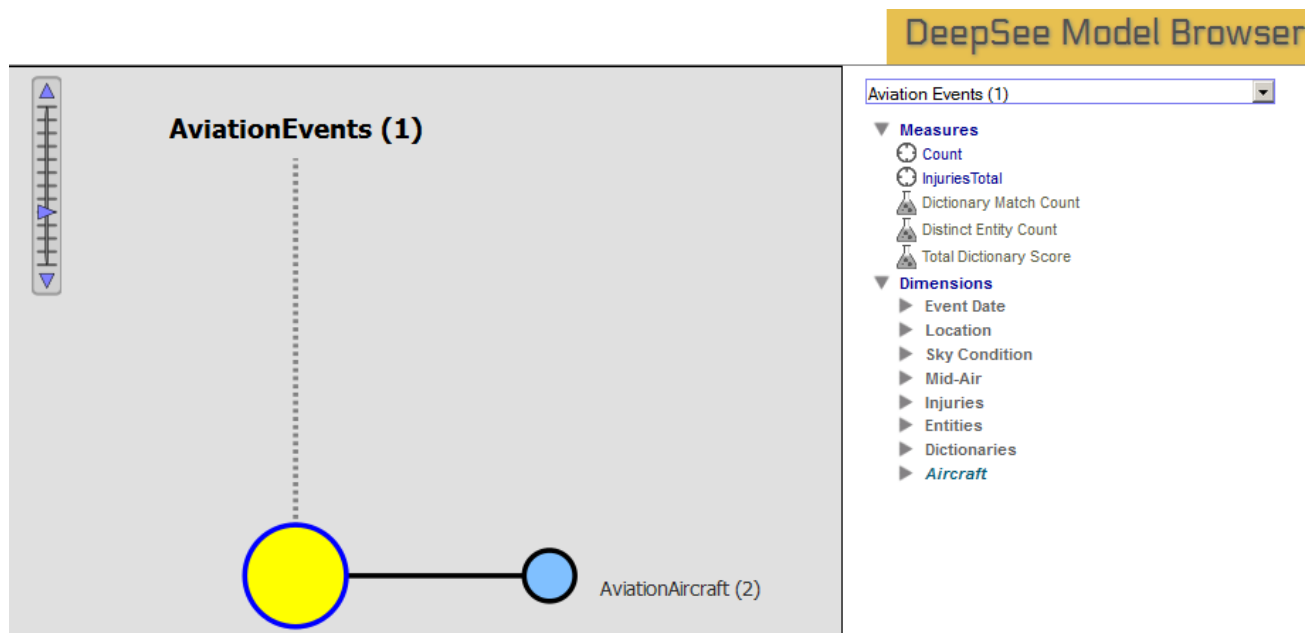 DeepSee Model Browser
AviationEvents (1)
AviationAircraft (2)
Aviation Events (1)
Measures
Count
InjuriesTotal
Dictionary Match Count
Distinct Entity Count
Total Dictionary Score
Dimensions
Event Date
Location
Sky Condition
Mid-Air
Injuries
Entities
Dictionaries
Aircraft